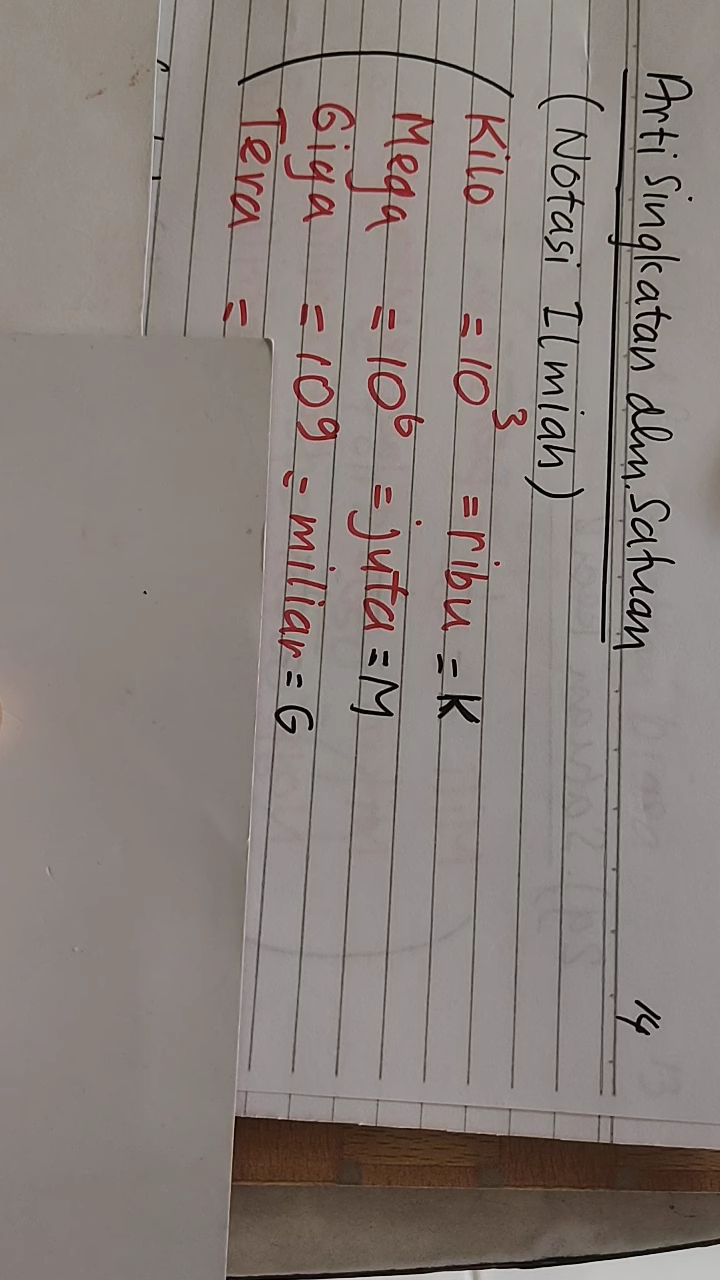 14
Arti Singkatan dlm. Satuan
(Notasi Ilmiah)
Kilo = 10³ = ribu = K
Mega = 10⁶ = juta = M
Giga = 10⁹ = miliar = G
Tera =